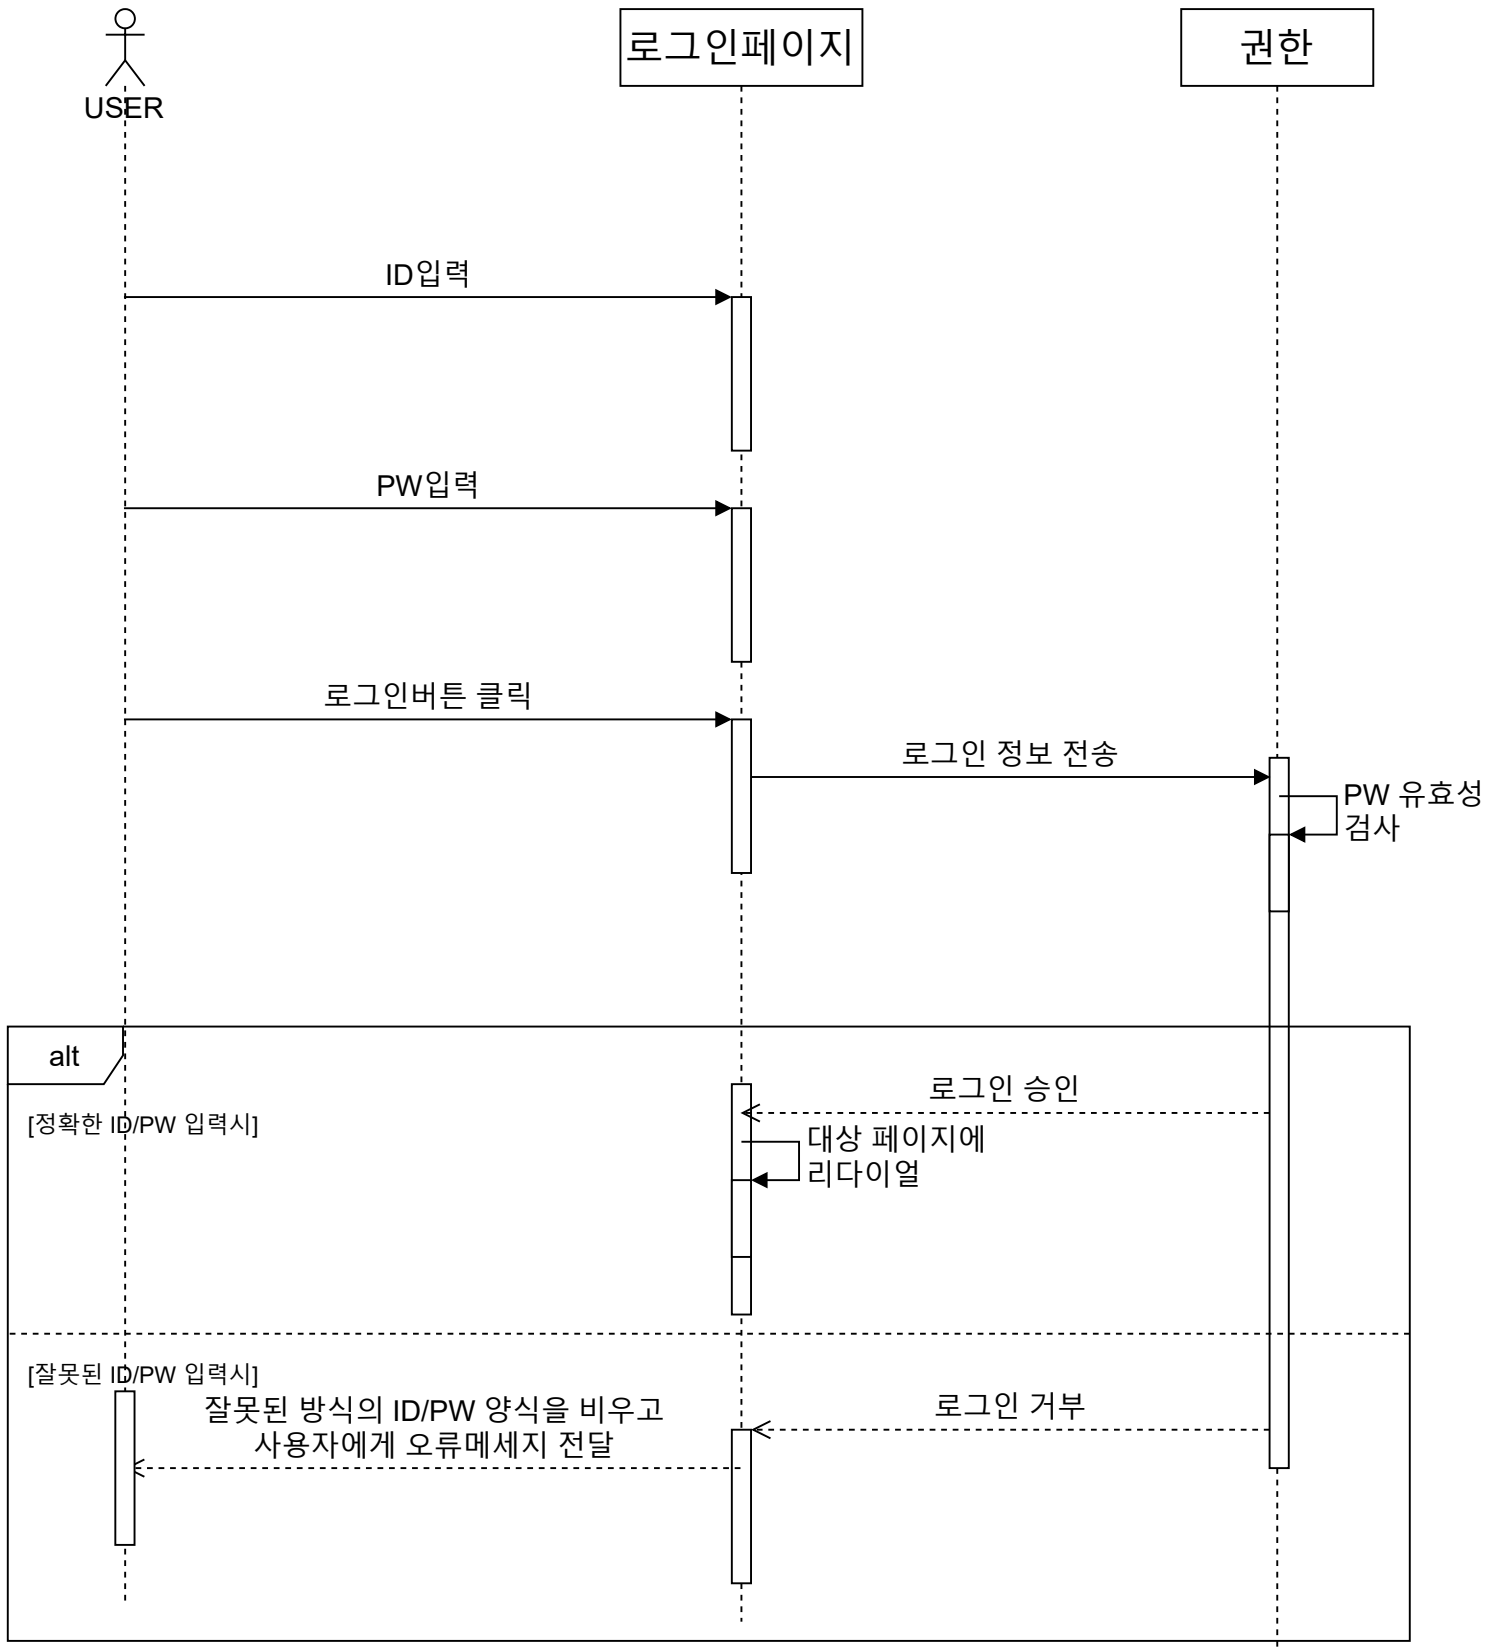 USER
로그인페이지
권한
ID입력
PW입력
로그인버튼 클릭
로그인 정보 전송
PW 유효성
검사
alt
[정확한 ID/PW 입력시]
로그인 승인
대상 페이지에
리다이얼
[잘못된 ID/PW 입력시]
잘못된 방식의 ID/PW 양식을 비우고
사용자에게 오류메세지 전달
로그인 거부